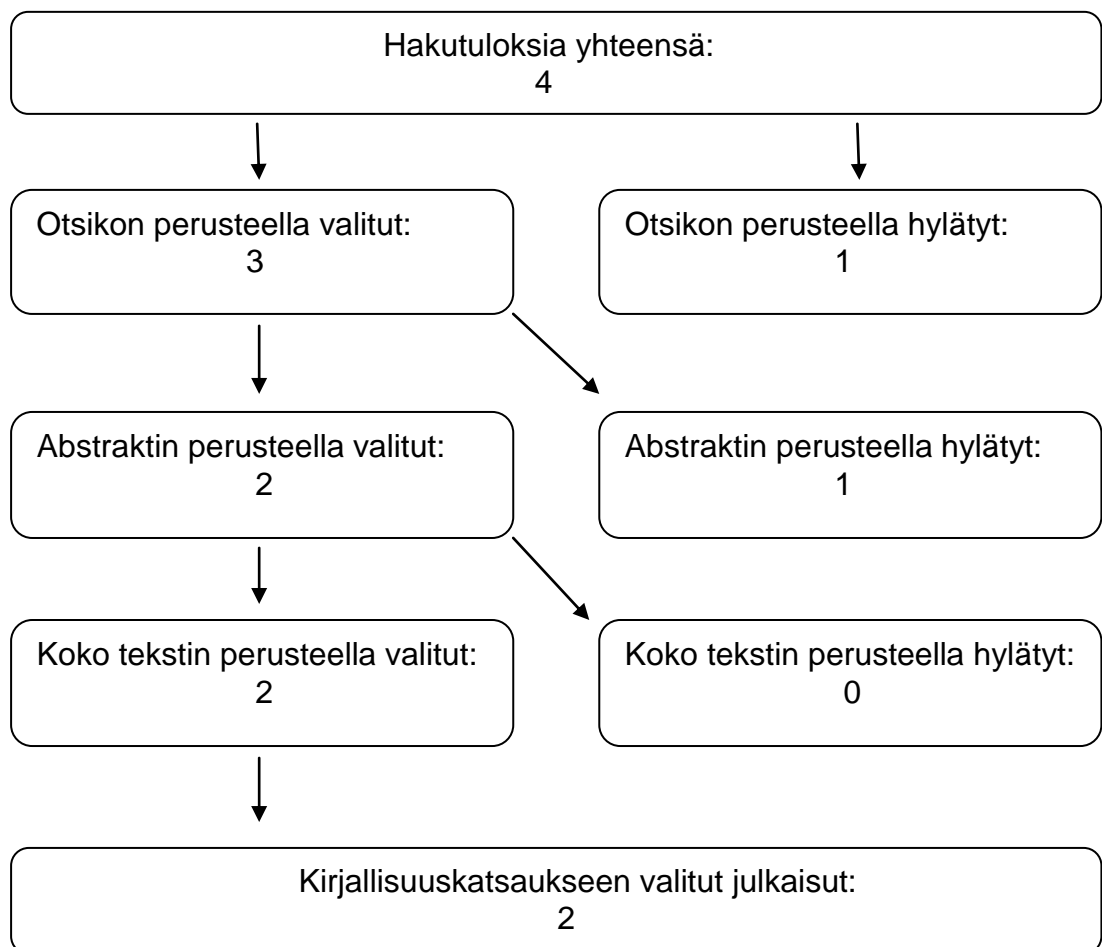 Hakutuloksia yhteensä:
4
Otsikon perusteella valitut:
3
Otsikon perusteella hylätyt:
1
Abstraktin perusteella valitut:
2
Abstraktin perusteella hylätyt:
1
Koko tekstin perusteella valitut:
2
Koko tekstin perusteella hylätyt:
0
Kirjallisuuskatsaukseen valitut julkaisut:
2